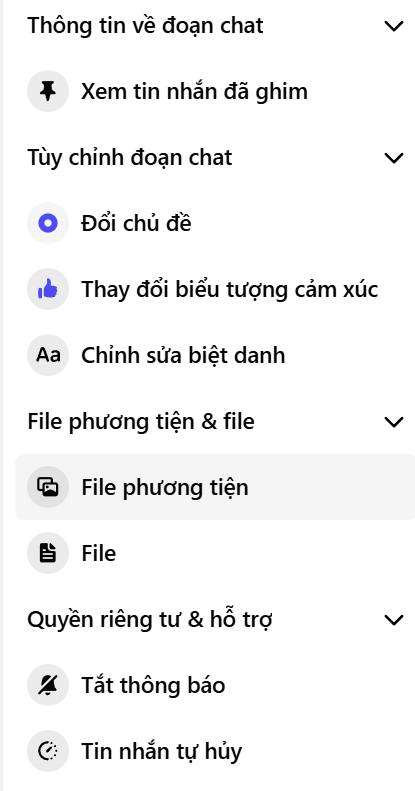 Thông tin về đoạn chat
Xem tin nhắn đã ghim
Tùy chỉnh đoạn chat
Đổi chủ đề
Thay đổi biểu tượng cảm xúc
Aa Chỉnh sửa biệt danh
File phương tiện & file
File phương tiện
File
Quyền riêng tư & hỗ trợ
Tắt thông báo
Tin nhắn tự hủy